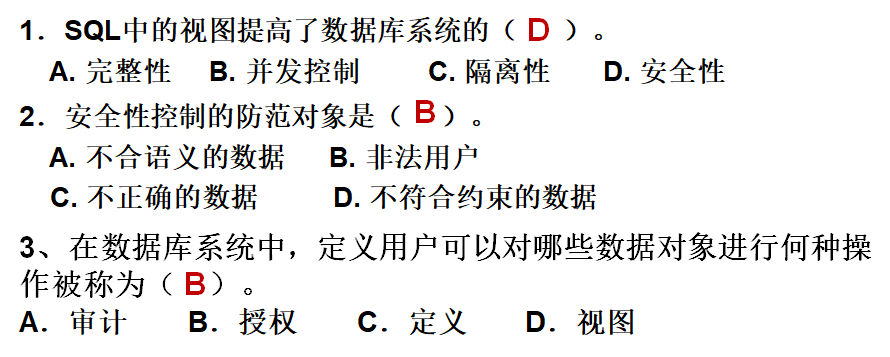 1．SQL中的视图提高了数据库系统的（ D ）。
A. 完整性 B. 并发控制 C. 隔离性 D. 安全性
2．安全性控制的防范对象是（ B ）。
A. 不合语义的数据 B. 非法用户
C. 不正确的数据 D. 不符合约束的数据
3、在数据库系统中，定义用户可以对哪些数据对象进行何种操
作被称为（ B ）。
A．审计 B．授权 C．定义 D．视图